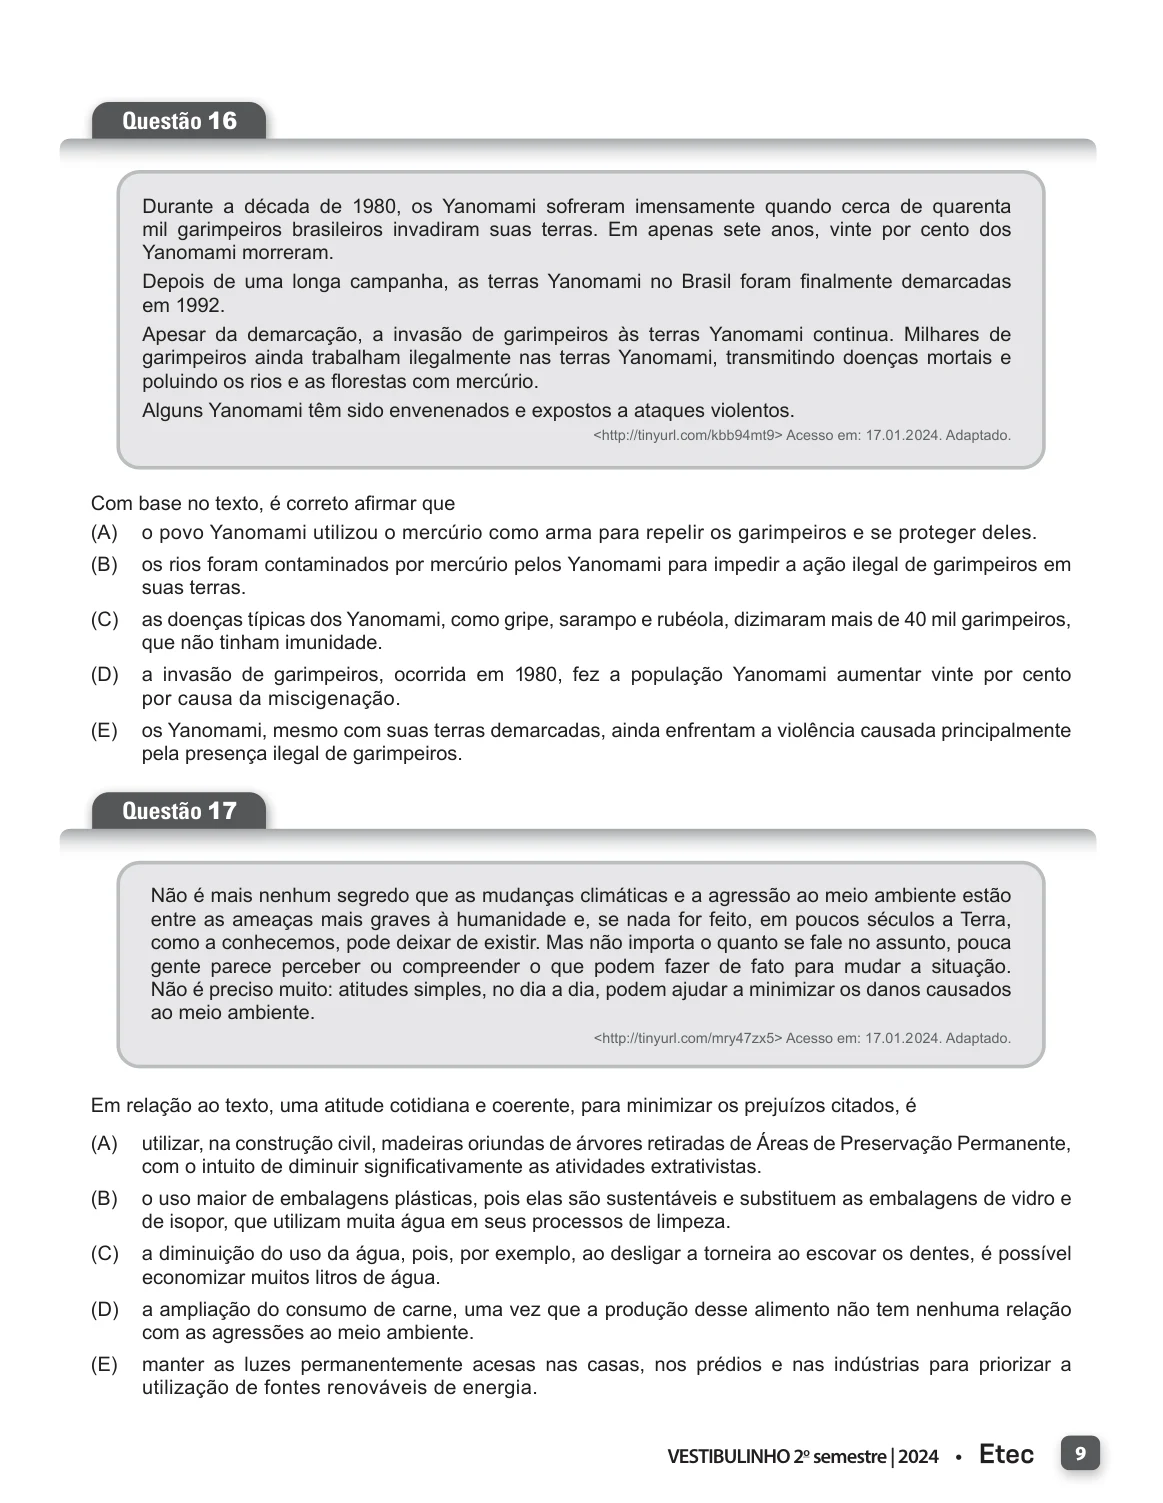 Questão 16
Durante a década de 1980, os Yanomami sofreram imensamente quando cerca de quarenta
mil garimpeiros brasileiros invadiram suas terras. Em apenas sete anos, vinte por cento dos
Yanomami morreram.
Depois de uma longa campanha, as terras Yanomami no Brasil foram finalmente demarcadas
em 1992.
Apesar da demarcação, a invasão de garimpeiros às terras Yanomami continua. Milhares de
garimpeiros ainda trabalham ilegalmente nas terras Yanomami, transmitindo doenças mortais e
poluindo os rios e as florestas com mercúrio.
Alguns Yanomami têm sido envenenados e expostos a ataques violentos.
<http://tinyurl.com/kbb94mt9> Acesso em: 17.01.2024. Adaptado.
Com base no texto, é correto afirmar que
(A) o povo Yanomami utilizou o mercúrio como arma para repelir os garimpeiros e se proteger deles.
(B) os rios foram contaminados por mercúrio pelos Yanomami para impedir a ação ilegal de garimpeiros em
suas terras.
(C) as doenças típicas dos Yanomami, como gripe, sarampo e rubéola, dizimaram mais de 40 mil garimpeiros,
que não tinham imunidade.
(D) a invasão de garimpeiros, ocorrida em 1980, fez a população Yanomami aumentar vinte por cento
por causa da miscigenação.
(E) os Yanomami, mesmo com suas terras demarcadas, ainda enfrentam a violência causada principalmente
pela presença ilegal de garimpeiros.
Questão 17
Não é mais nenhum segredo que as mudanças climáticas e a agressão ao meio ambiente estão
entre as ameaças mais graves à humanidade e, se nada for feito, em poucos séculos a Terra,
como a conhecemos, pode deixar de existir. Mas não importa o quanto se fale no assunto, pouca
gente parece perceber ou compreender o que podem fazer de fato para mudar a situação.
Não é preciso muito: atitudes simples, no dia a dia, podem ajudar a minimizar os danos causados
ao meio ambiente.
<http://tinyurl.com/mry47zx5> Acesso em: 17.01.2024. Adaptado.
Em relação ao texto, uma atitude cotidiana e coerente, para minimizar os prejuízos citados, é
(A) utilizar, na construção civil, madeiras oriundas de árvores retiradas de Áreas de Preservação Permanente,
com o intuito de diminuir significativamente as atividades extrativistas.
(B) o uso maior de embalagens plásticas, pois elas são sustentáveis e substituem as embalagens de vidro e
de isopor, que utilizam muita água em seus processos de limpeza.
(C) a diminuição do uso da água, pois, por exemplo, ao desligar a torneira ao escovar os dentes, é possível
economizar muitos litros de água.
(D) a ampliação do consumo de carne, uma vez que a produção desse alimento não tem nenhuma relação
com as agressões ao meio ambiente.
(E) manter as luzes permanentemente acesas nas casas, nos prédios e nas indústrias para priorizar a
utilização de fontes renováveis de energia.
VESTIBULINHO 2º semestre | 2024 • Etec 9